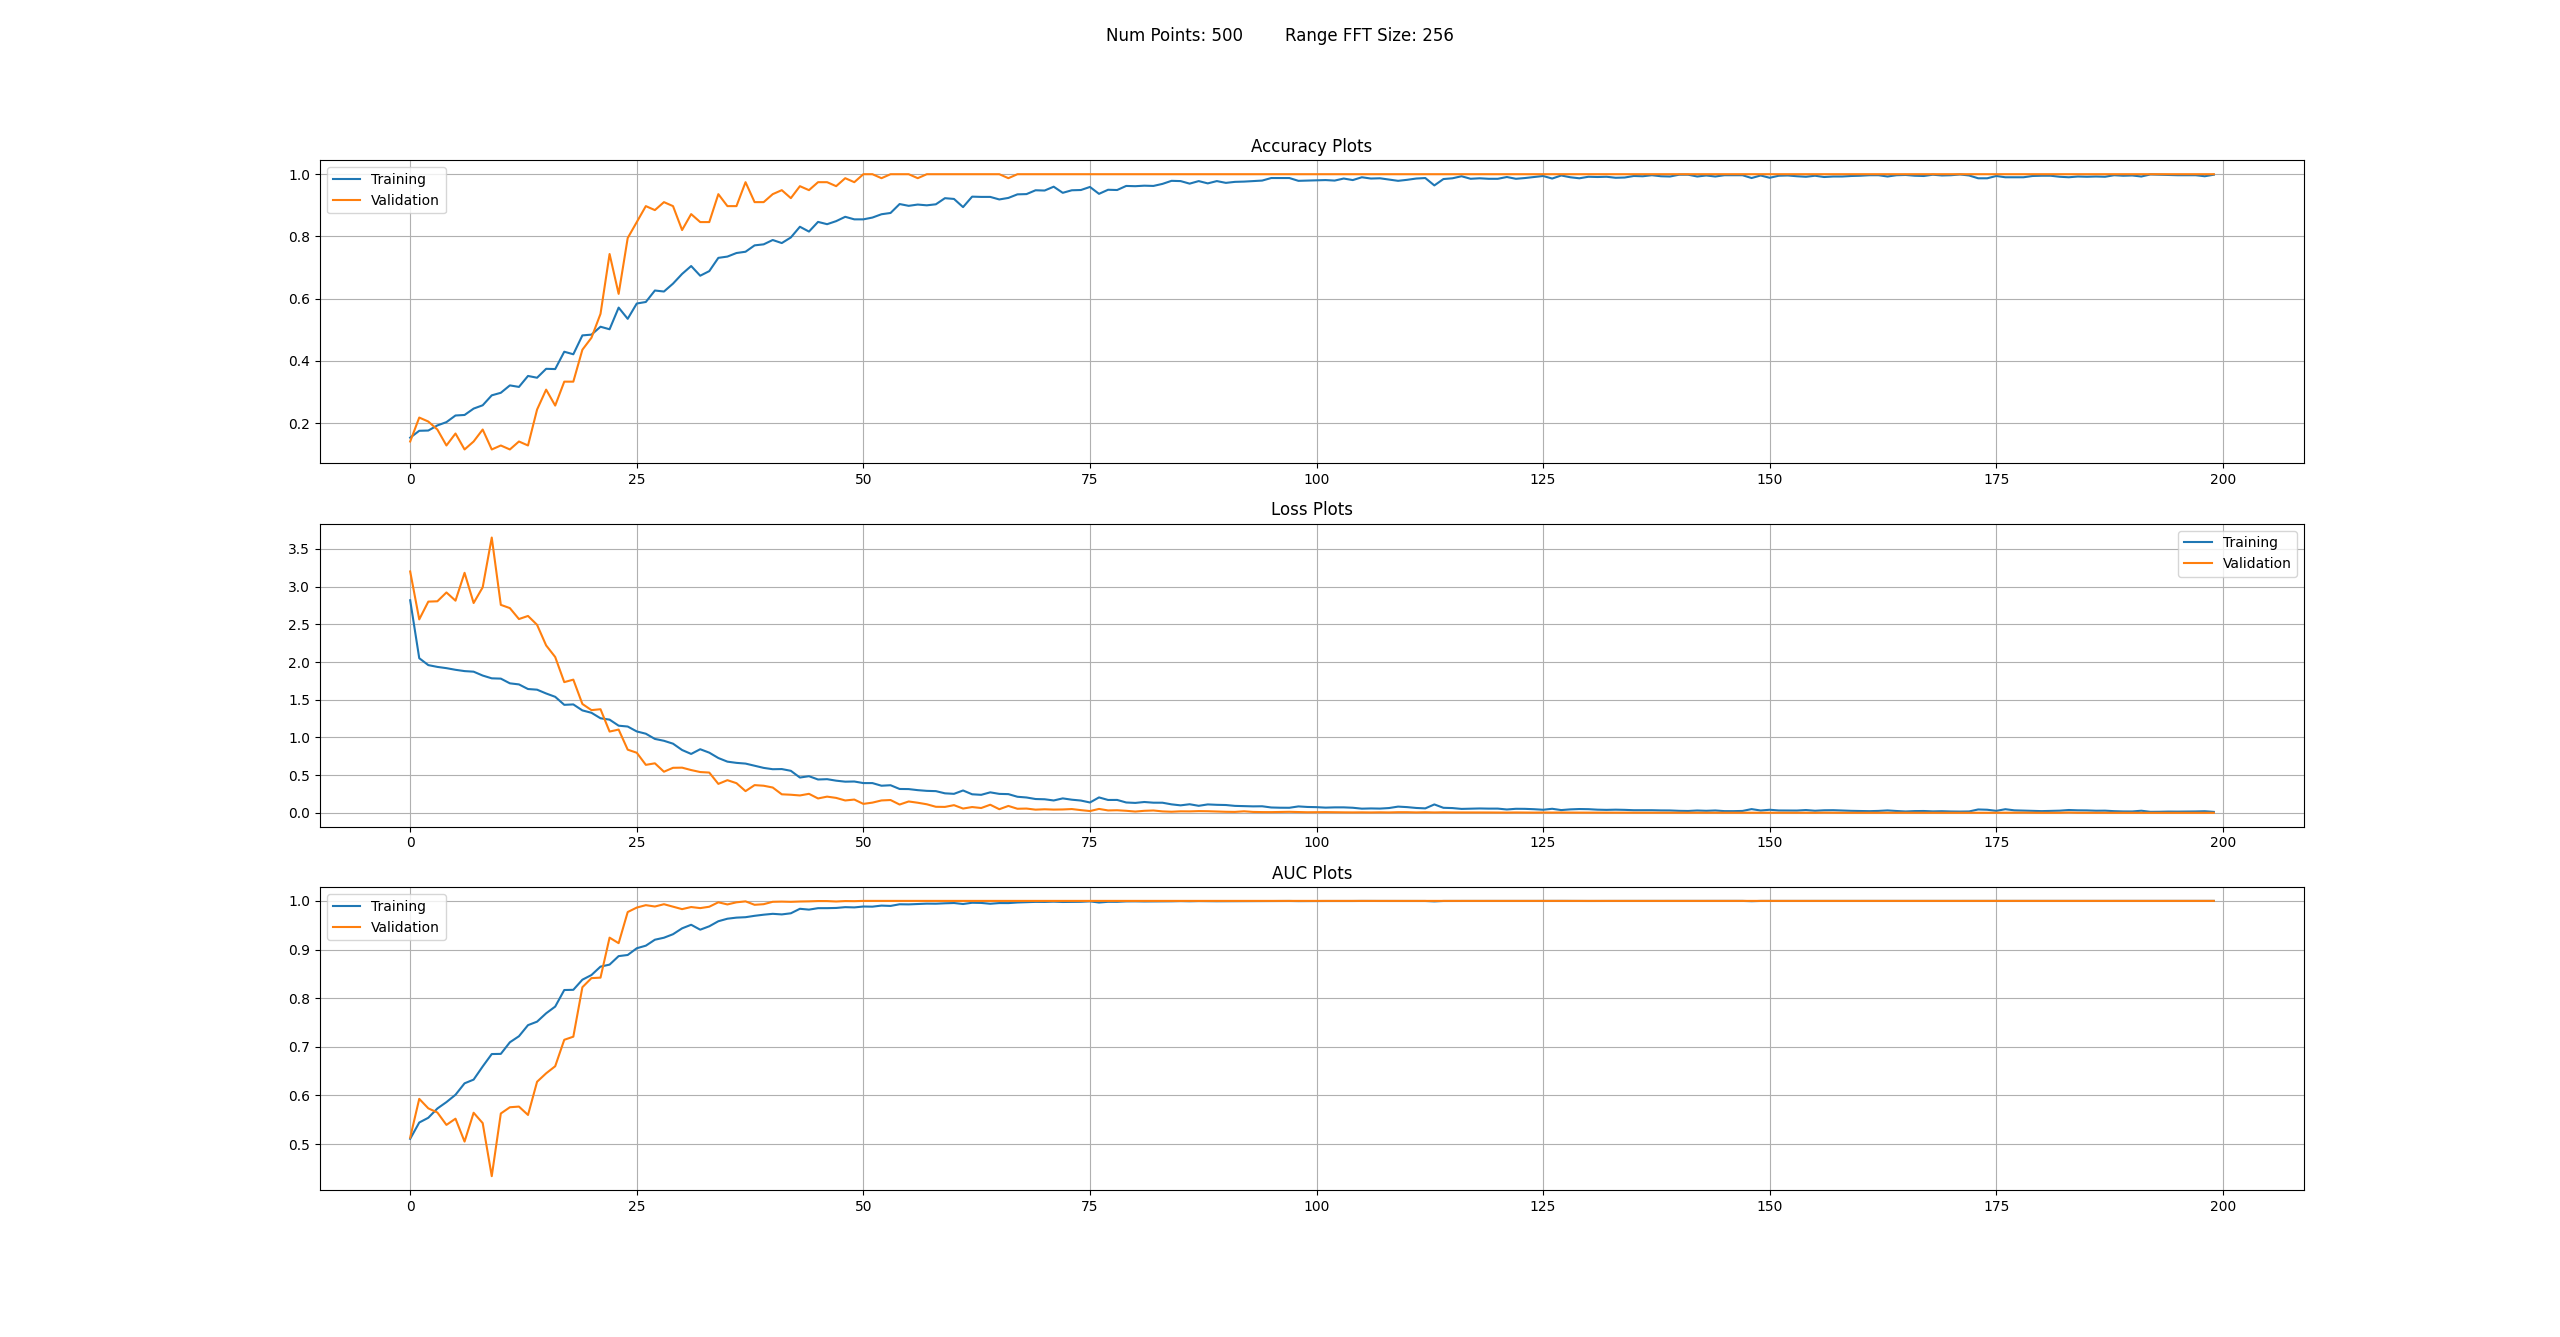 Num Points: 500 Range FFT Size: 256
Accuracy Plots
1.0
0.8
0.6
0.4
0.2
Training
Validation
0 25 50 75 100 125 150 175 200
Loss Plots
3.5
3.0
2.5
2.0
1.5
1.0
0.5
0.0
Training
Validation
0 25 50 75 100 125 150 175 200
AUC Plots
1.0
0.9
0.8
0.7
0.6
0.5
Training
Validation
0 25 50 75 100 125 150 175 200